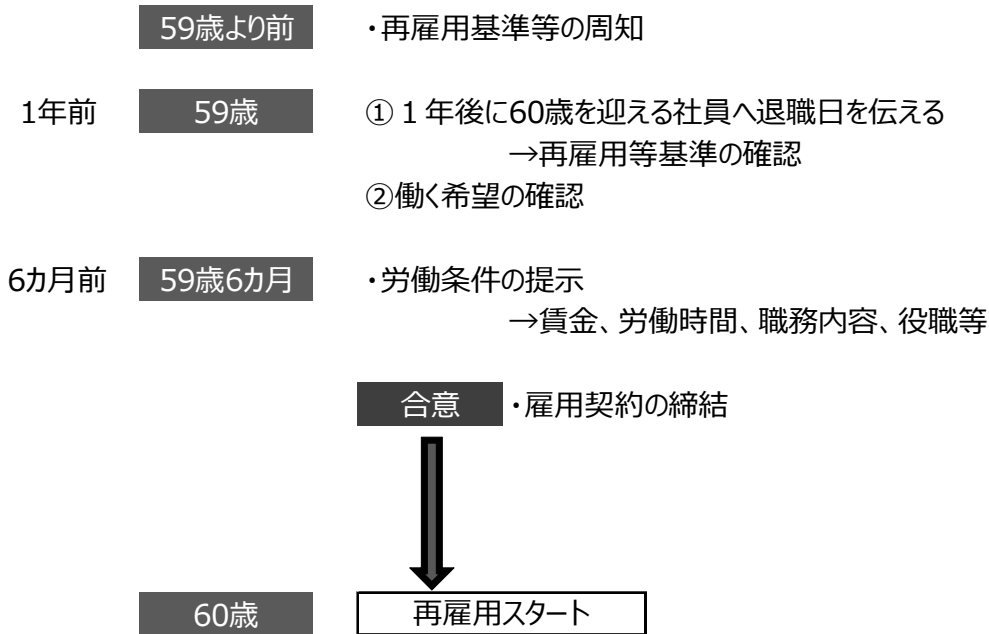 59歳より前 ・再雇用基準等の周知
1年前 59歳 ① 1 年後に60歳を迎える社員へ退職日を伝える
→再雇用等基準の確認
②働く希望の確認
6カ月前 59歳6カ月 ・労働条件の提示
→賃金、労働時間、職務内容、役職等
合意 ・雇用契約の締結
60歳 再雇用スタート